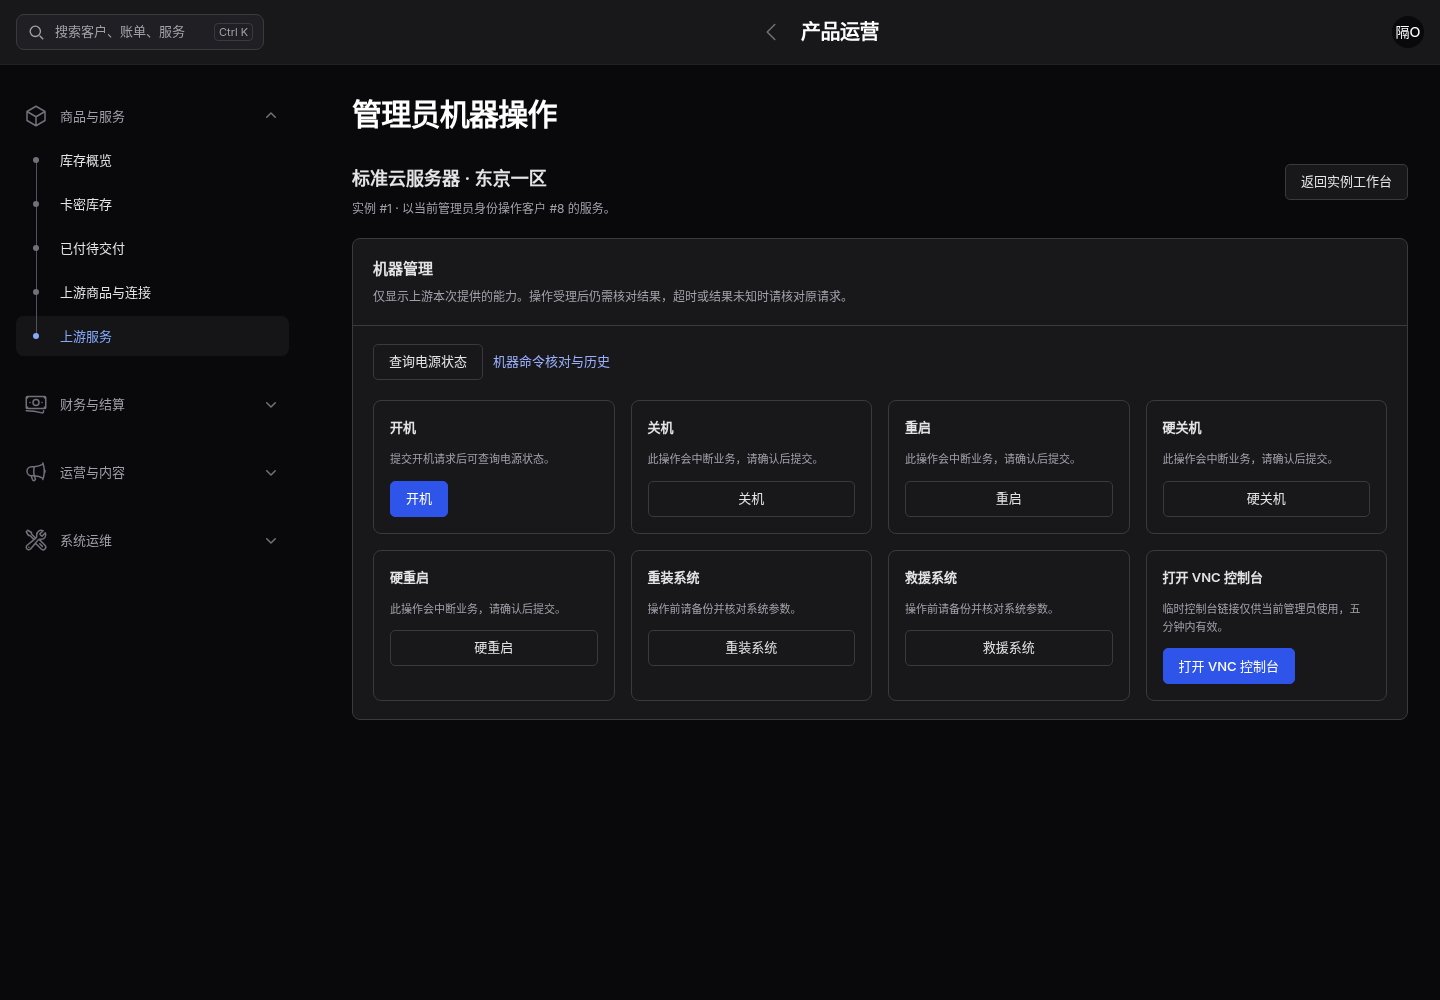 搜索客户、账单、服务
Ctrl K
产品运营
隔O
商品与服务
库存概览
卡密库存
已付待交付
上游商品与连接
上游服务
财务与结算
运营与内容
系统运维
管理员机器操作
标准云服务器 · 东京一区
实例 #1 · 以当前管理员身份操作客户 #8 的服务。
返回实例工作台
机器管理
仅显示上游本次提供的能力。操作受理后仍需核对结果，超时或结果未知时请核对原请求。
查询电源状态
机器命令核对与历史
开机
提交开机请求后可查询电源状态。
开机
关机
此操作会中断业务，请确认后提交。
关机
重启
此操作会中断业务，请确认后提交。
重启
硬关机
此操作会中断业务，请确认后提交。
硬关机
硬重启
此操作会中断业务，请确认后提交。
硬重启
重装系统
操作前请备份并核对系统参数。
重装系统
救援系统
操作前请备份并核对系统参数。
救援系统
打开 VNC 控制台
临时控制台链接仅供当前管理员使用，五
分钟内有效。
打开 VNC 控制台